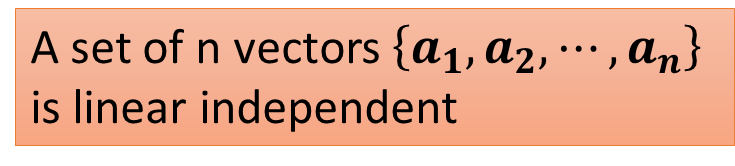 A set of n vectors {𝒂₁, 𝒂₂, ⋯ , 𝒂ₙ}
is linear independent